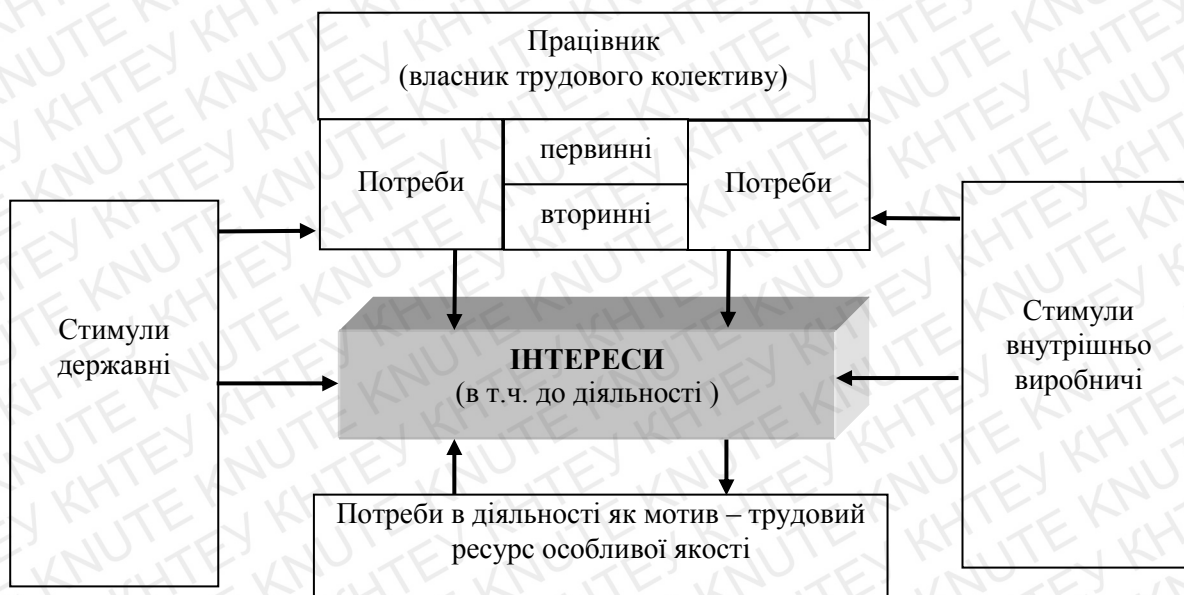 Працівник
(власник трудового колективу)
Потреби
первинні
вторинні
Потреби
Стимули
державні
ІНТЕРЕСИ
(в т.ч. до діяльності )
Стимули
внутрішньо
виробничі
Потреби в діяльності як мотив – трудовий
ресурс особливої якості